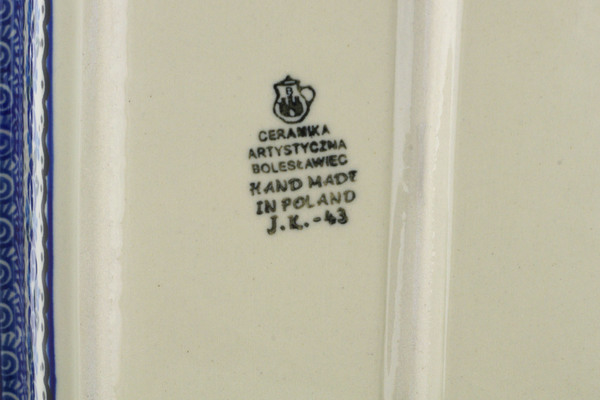 CERAMIKA
ARTYSTYCZNA
BOLESŁAWIEC
HAND MADE
IN POLAND
J.K.-43